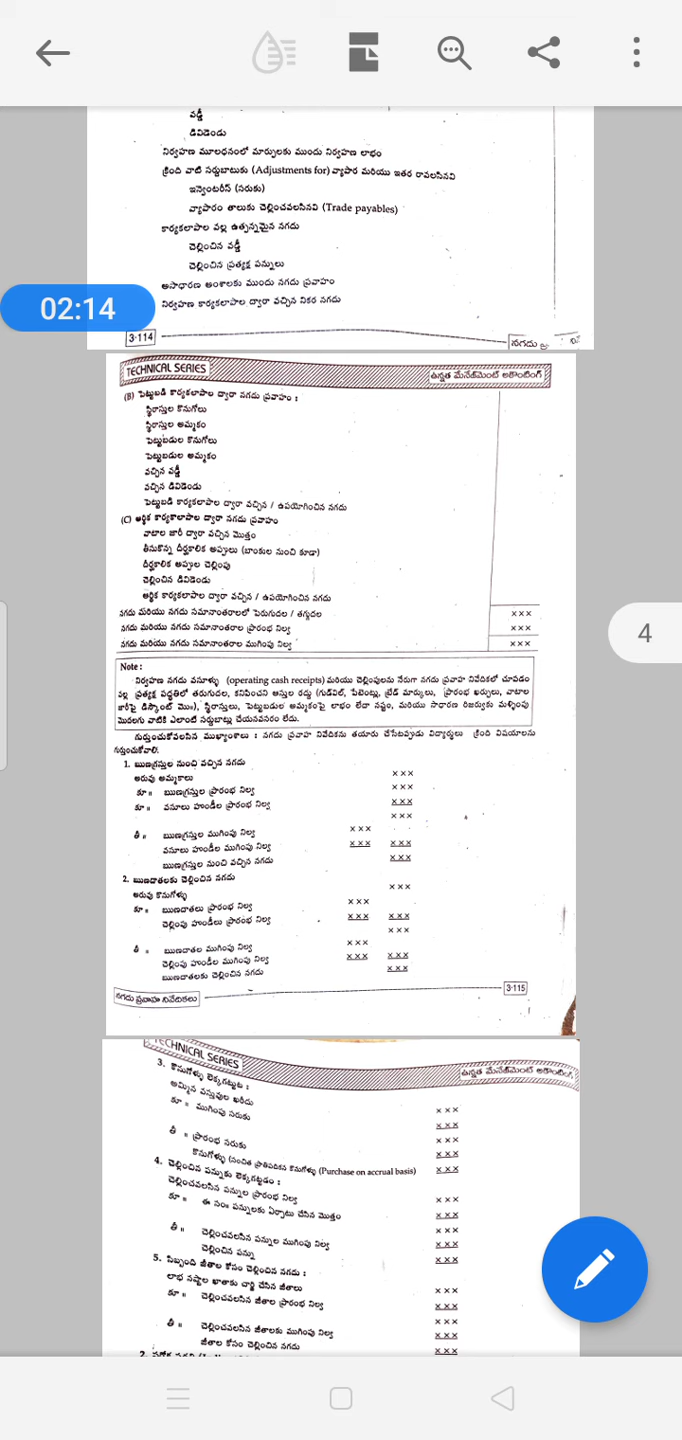 వడ్డీ
డివిడెండు
నిర్వహణ మూలధనంలో మార్పులకు ముందు నిర్వహణ లాభం
క్రింది వాటి సర్దుబాటుకు (Adjustments for) వ్యాపార మరియు ఇతర రావలసినవి
ఇన్వెంటరీస్ (సరుకు)
వ్యాపారం తాలుకు చెల్లించవలసినవి (Trade payables)
కార్యకలాపాల వల్ల ఉత్పన్నమైన నగదు
చెల్లించిన వడ్డీ
చెల్లించిన ప్రత్యక్ష పన్నులు
అసాధారణ అంశాలకు ముందు నగదు ప్రవాహం
02:14
నిర్వహణ కార్యకలాపాల ద్వారా వచ్చిన నికర నగదు
3·114
నగదు
TECHNICAL SERIES
ఉన్నత మేనేజ్‌మెంట్ అకౌంటింగ్
(B) పెట్టుబడి కార్యకలాపాల ద్వారా నగదు ప్రవాహం :
స్థిరాస్తుల కొనుగోలు
స్థిరాస్తుల అమ్మకం
పెట్టుబడుల కొనుగోలు
పెట్టుబడుల అమ్మకం
వచ్చిన వడ్డీ
వచ్చిన డివిడెండు
పెట్టుబడి కార్యకలాపాల ద్వారా వచ్చిన / ఉపయోగించిన నగదు
(C) ఆర్థిక కార్యకాలాపాల ద్వారా నగదు ప్రవాహం
వాటాల జారీ ద్వారా వచ్చిన మొత్తం
తీసుకొన్న దీర్ఘకాలిక అప్పులు (బాంకుల నుంచి కూడా)
దీర్ఘకాలిక అప్పుల చెల్లింపు
చెల్లించిన డివిడెండు
ఆర్థిక కార్యకలాపాల ద్వారా వచ్చిన / ఉపయోగించిన నగదు
నగదు మరియు నగదు సమానాంతరాలలో పెరుగుదల / తగ్గుదల ×××
నగదు మరియు నగదు సమానాంతరాల ప్రారంభ నిల్వ ×××
నగదు మరియు నగదు సమానాంతరాల ముగింపు నిల్వ ×××
4
Note :
నిర్వహణ నగదు వసూళ్ళు (operating cash receipts) మరియు చెల్లింపులను నేరుగా నగదు ప్రవాహ నివేదికలో చూపడం
వల్ల ప్రత్యక్ష పద్ధతిలో తరుగుదల, కనిపించని ఆస్తుల రద్దు (గుడ్‌విల్, పేటెంట్లు, ట్రేడ్ మార్కులు, ప్రారంభ ఖర్చులు, వాటాల
జారీపై డిస్కౌంట్ మొ॥), స్థిరాస్తులు, పెట్టుబడుల అమ్మకంపై లాభం లేదా నష్టం, మరియు సాధారణ రిజర్వుకు మళ్ళింపు
మొదలగు వాటికి ఎలాంటి సర్దుబాట్లు చేయనవసరం లేదు.
గుర్తుంచుకోవలసిన ముఖ్యాంశాలు : నగదు ప్రవాహ నివేదికను తయారు చేసేటప్పుడు విద్యార్థులు క్రింది విషయాలను
గుర్తుంచుకోవాలి.
1. ఋణగ్రస్తుల నుంచి వచ్చిన నగదు
అరువు అమ్మకాలు ×××
కూ॥ ఋణగ్రస్తుల ప్రారంభ నిల్వ ×××
కూ॥ వసూలు హుండీల ప్రారంభ నిల్వ ×××
×××
తీ॥ ఋణగ్రస్తుల ముగింపు నిల్వ ×××
వసూలు హుండీల ముగింపు నిల్వ ××× ×××
ఋణగ్రస్తుల నుంచి వచ్చిన నగదు ×××
2. ఋణదాతలకు చెల్లించిన నగదు
అరువు కొనుగోళ్ళు ×××
కూ॥ ఋణదాతలు ప్రారంభ నిల్వ ×××
చెల్లింపు హుండీలు ప్రారంభ నిల్వ ××× ×××
×××
తీ॥ ఋణదాతల ముగింపు నిల్వ ×××
చెల్లింపు హుండీల ముగింపు నిల్వ ××× ×××
ఋణదాతలకు చెల్లించిన నగదు ×××
నగదు ప్రవాహ నివేదికలు
3·115
TECHNICAL SERIES
ఉన్నత మేనేజ్‌మెంట్ అకౌంటింగ్
3. కొనుగోళ్ళు లెక్కగట్టుట :
అమ్మిన వస్తువుల ఖరీదు ×××
కూ॥ ముగింపు సరుకు ×××
×××
తీ॥ ప్రారంభ సరుకు ×××
కొనుగోళ్ళు (సంచిత ప్రాతిపదికన కొనుగోళ్ళు (Purchase on accrual basis) ×××
4. చెల్లించిన పన్నుకు లెక్కగట్టడం :
చెల్లించవలసిన పన్నుల ప్రారంభ నిల్వ ×××
కూ॥ ఈ సం॥ పన్నులకు ఏర్పాటు చేసిన మొత్తం ×××
×××
తీ॥ చెల్లించవలసిన పన్నుల ముగింపు నిల్వ ×××
చెల్లించిన పన్ను ×××
5. సిబ్బంది జీతాల కోసం చెల్లించిన నగదు :
లాభ నష్టాల ఖాతాకు చార్జి చేసిన జీతాలు ×××
కూ॥ చెల్లించవలసిన జీతాల ప్రారంభ నిల్వ ×××
×××
తీ॥ చెల్లించవలసిన జీతాలకు ముగింపు నిల్వ ×××
జీతాల కోసం చెల్లించిన నగదు ×××